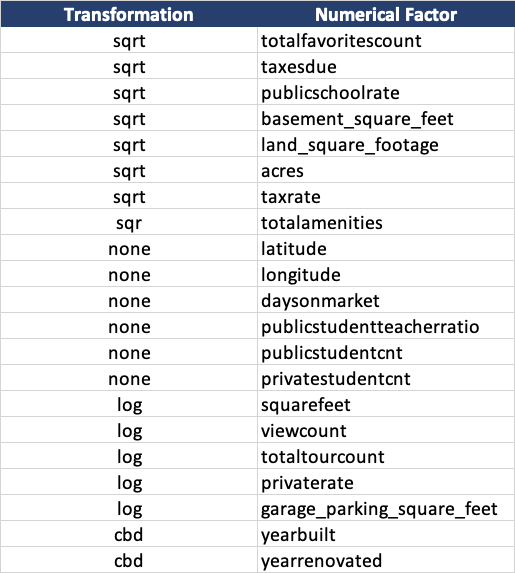 Transformation Numerical Factor
sqrt totalfavoritescount
sqrt taxesdue
sqrt publicschoolrate
sqrt basement_square_feet
sqrt land_square_footage
sqrt acres
sqrt taxrate
sqr totalamenities
none latitude
none longitude
none daysonmarket
none publicstudentteacherratio
none publicstudentcnt
none privatestudentcnt
log squarefeet
log viewcount
log totaltourcount
log privaterate
log garage_parking_square_feet
cbd yearbuilt
cbd yearrenovated